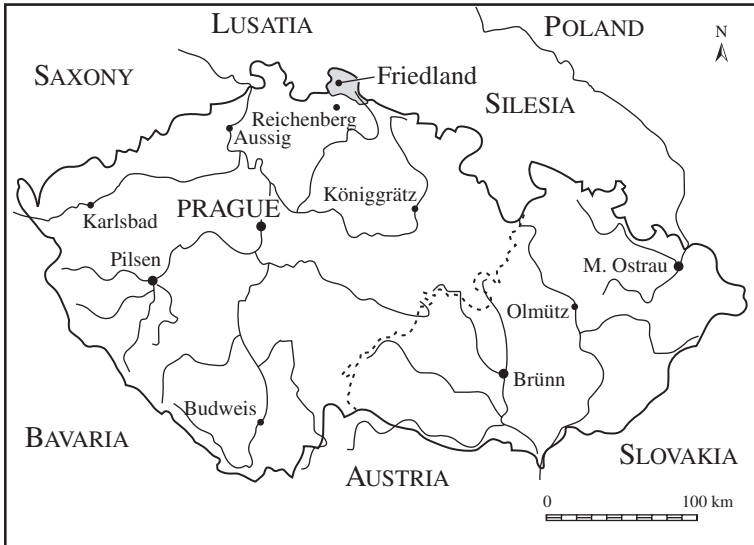 LUSATIA
POLAND
N
SAXONY
Friedland
SILESIA
Reichenberg
Aussig
Königgrätz
Karlsbad
PRAGUE
Pilsen
M. Ostrau
Olmütz
Brünn
Budweis
BAVARIA
AUSTRIA
SLOVAKIA
0 100 km